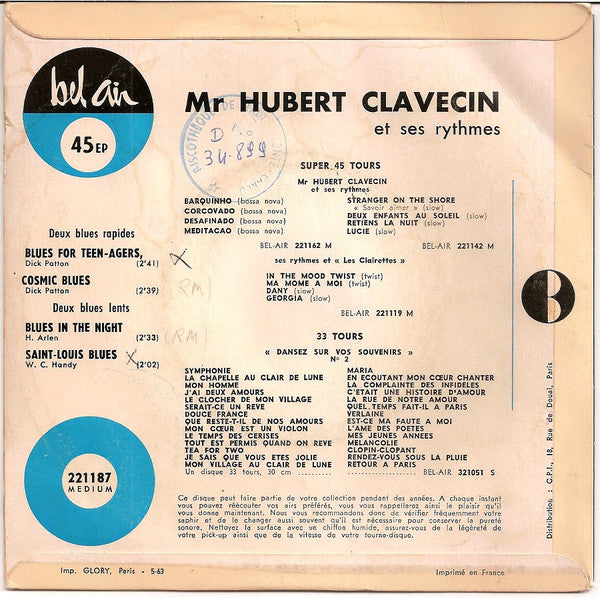 bel air
45 EP
Mr HUBERT CLAVECIN
et ses rythmes
DISCOTHEQUE DE
D
34.899
Deux blues rapides
BLUES FOR TEEN-AGERS,
Dick Patton (2'41)
X
COSMIC BLUES
Dick Patton (2'39)
(RM)
Deux blues lents
BLUES IN THE NIGHT
H. Arlen (2'33)
(RM)
SAINT-LOUIS BLUES
X
W. C. Handy (2'02)
221187
MEDIUM
SUPER 45 TOURS
Mr HUBERT CLAVECIN
et ses rythmes
BARQUINHO (bossa nova)
CORCOVADO (bossa nova)
DESAFINADO (bossa nova)
MEDITACAO (bossa nova)
BEL-AIR 221162 M
STRANGER ON THE SHORE
« Savoir aimer » (slow)
DEUX ENFANTS AU SOLEIL (slow)
RETIENS LA NUIT (slow)
LUCIE (slow)
BEL-AIR 221142 M
ses rythmes et « Les Clairettes »
IN THE MOOD TWIST (twist)
MA MOME A MOI (twist)
DANY (slow)
GEORGIA (slow)
BEL-AIR 221119 M
33 TOURS
« DANSEZ SUR VOS SOUVENIRS »
N° 2
SYMPHONIE
LA CHAPELLE AU CLAIR DE LUNE
MON HOMME
J'AI DEUX AMOURS
LE CLOCHER DE MON VILLAGE
SERAIT-CE UN REVE
DOUCE FRANCE
QUE RESTE-T-IL DE NOS AMOURS
MON CŒUR EST UN VIOLON
LE TEMPS DES CERISES
TOUT EST PERMIS QUAND ON REVE
TEA FOR TWO
JE SAIS QUE VOUS ETES JOLIE
MON VILLAGE AU CLAIR DE LUNE
Un disque 33 tours, 30 cm
MARIA
EN ECOUTANT MON CŒUR CHANTER
LA COMPLAINTE DES INFIDELES
C'ETAIT UNE HISTOIRE D'AMOUR
LA RUE DE NOTRE AMOUR
QUEL TEMPS FAIT-IL A PARIS
VERLAINE
EST-CE MA FAUTE A MOI
L'AME DES POETES
MES JEUNES ANNEES
MELANCOLIE
CLOPIN-CLOPANT
RENDEZ-VOUS SOUS LA PLUIE
RETOUR A PARIS
BEL-AIR 321051 S
Ce disque peut faire partie de votre collection pendant des années. A chaque instant
vous pouvez réécouter vos airs préférés, vous vous rappellerez ainsi le plaisir qu'il
vous donne maintenant. Nous vous recommandons donc de vérifier fréquemment votre
saphir et de le changer aussi souvent qu'il est nécessaire pour conserver la pureté
sonore. Nettoyez la surface avec un chiffon humide, assurez-vous de la légèreté de
votre pick-up ainsi que de la vitesse de votre tourne-disque.
B
Distribution : C.P.I., 18, Rue de Douai, Paris
Imp. GLORY, Paris - 5-63
Imprimé en France